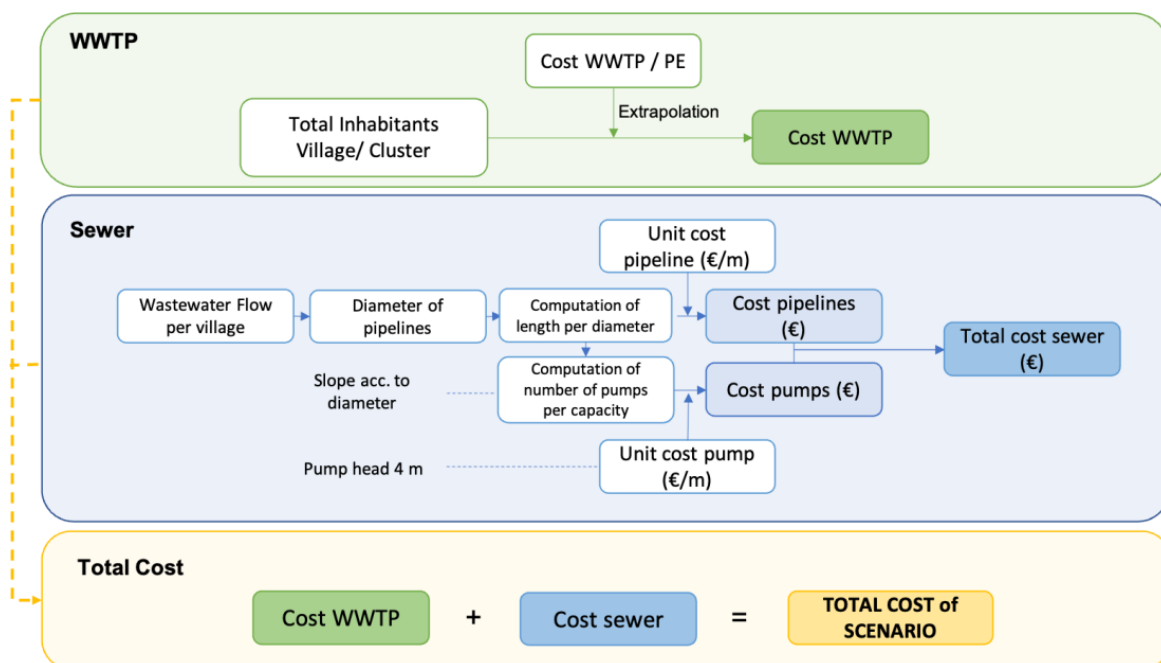 WWTP
Cost WWTP / PE
Extrapolation
Total Inhabitants
Village/ Cluster
Cost WWTP
Sewer
Unit cost
pipeline (€/m)
Wastewater Flow
per village
Diameter of
pipelines
Computation of
length per diameter
Cost pipelines
(€)
Total cost sewer
(€)
Slope acc. to
diameter
Computation of
number of pumps
per capacity
Cost pumps (€)
Pump head 4 m
Unit cost pump
(€/m)
Total Cost
Cost WWTP
+
Cost sewer
=
TOTAL COST of
SCENARIO